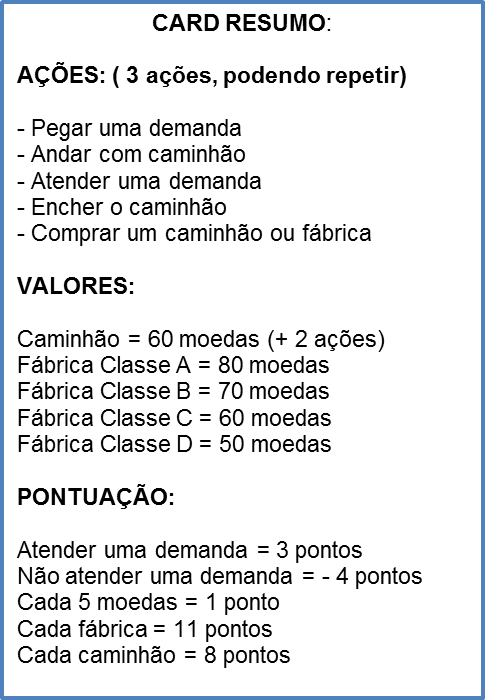 CARD RESUMO:
AÇÕES: ( 3 ações, podendo repetir)
- Pegar uma demanda
- Andar com caminhão
- Atender uma demanda
- Encher o caminhão
- Comprar um caminhão ou fábrica
VALORES:
Caminhão = 60 moedas (+ 2 ações)
Fábrica Classe A = 80 moedas
Fábrica Classe B = 70 moedas
Fábrica Classe C = 60 moedas
Fábrica Classe D = 50 moedas
PONTUAÇÃO:
Atender uma demanda = 3 pontos
Não atender uma demanda = - 4 pontos
Cada 5 moedas = 1 ponto
Cada fábrica = 11 pontos
Cada caminhão = 8 pontos